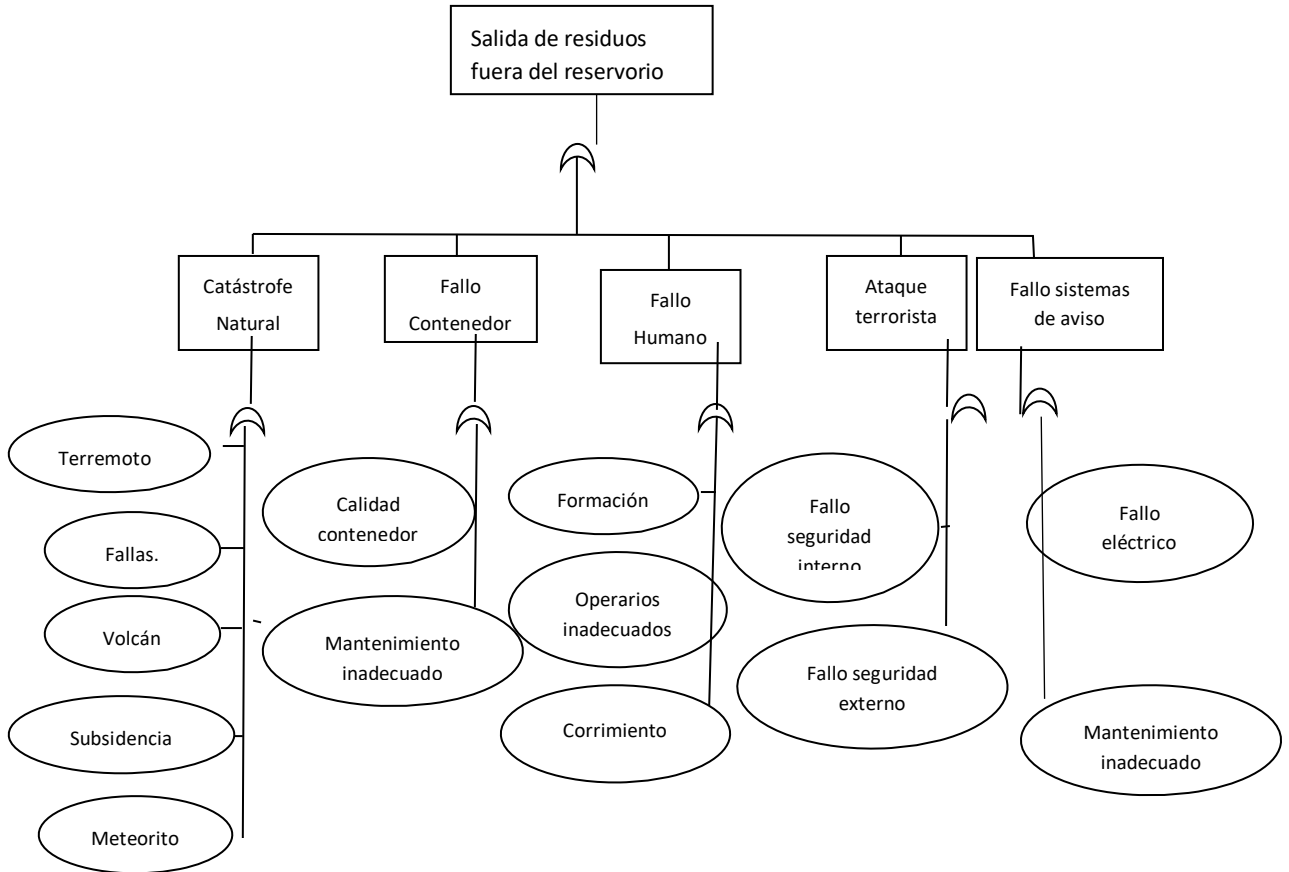 Salida de residuos
fuera del reservorio
Catástrofe
Natural
Fallo
Contenedor
Fallo
Humano
Ataque
terrorista
Fallo sistemas
de aviso
Terremoto
Fallas.
Volcán
Subsidencia
Meteorito
Calidad
contenedor
Mantenimiento
inadecuado
Formación
Operarios
inadecuados
Corrimiento
Fallo
seguridad
interno
Fallo seguridad
externo
Fallo
eléctrico
Mantenimiento
inadecuado